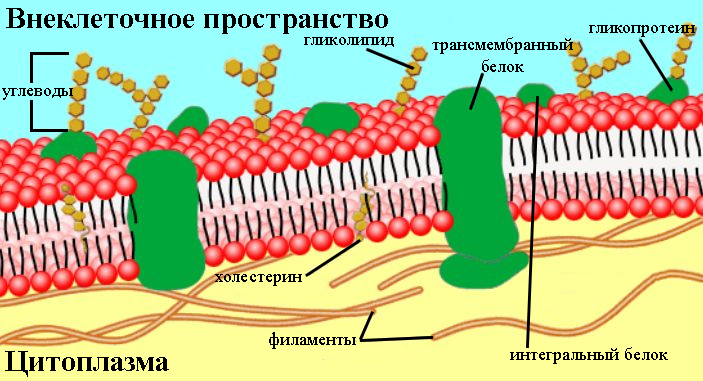 Внеклеточное пространство
гликолипид
трансмембранный
белок
гликопротеин
углеводы
холестерин
филаменты
интегральный белок
Цитоплазма